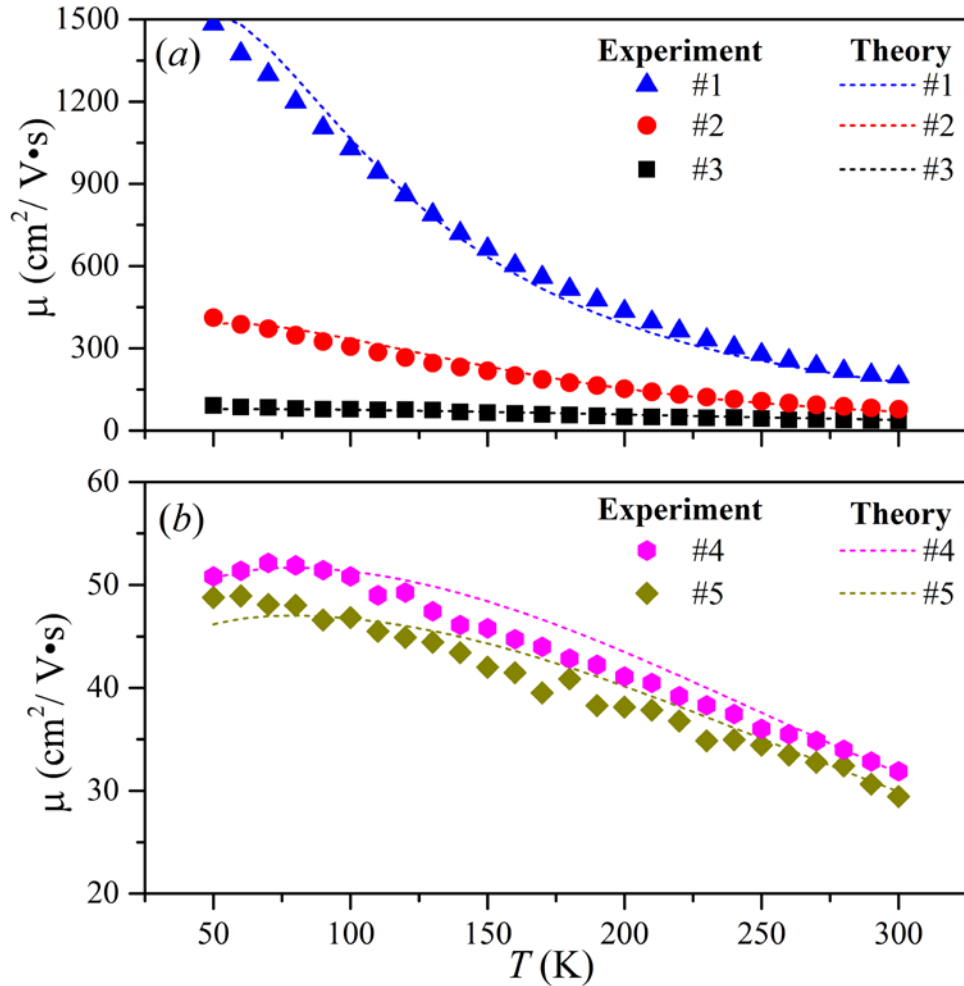 1500
1200
900
600
300
0
μ (cm²/ V•s)
(a)
Experiment Theory
#1 #1
#2 #2
#3 #3
60
50
40
30
20
μ (cm²/ V•s)
(b)
Experiment Theory
#4 #4
#5 #5
50 100 150 200 250 300
T (K)